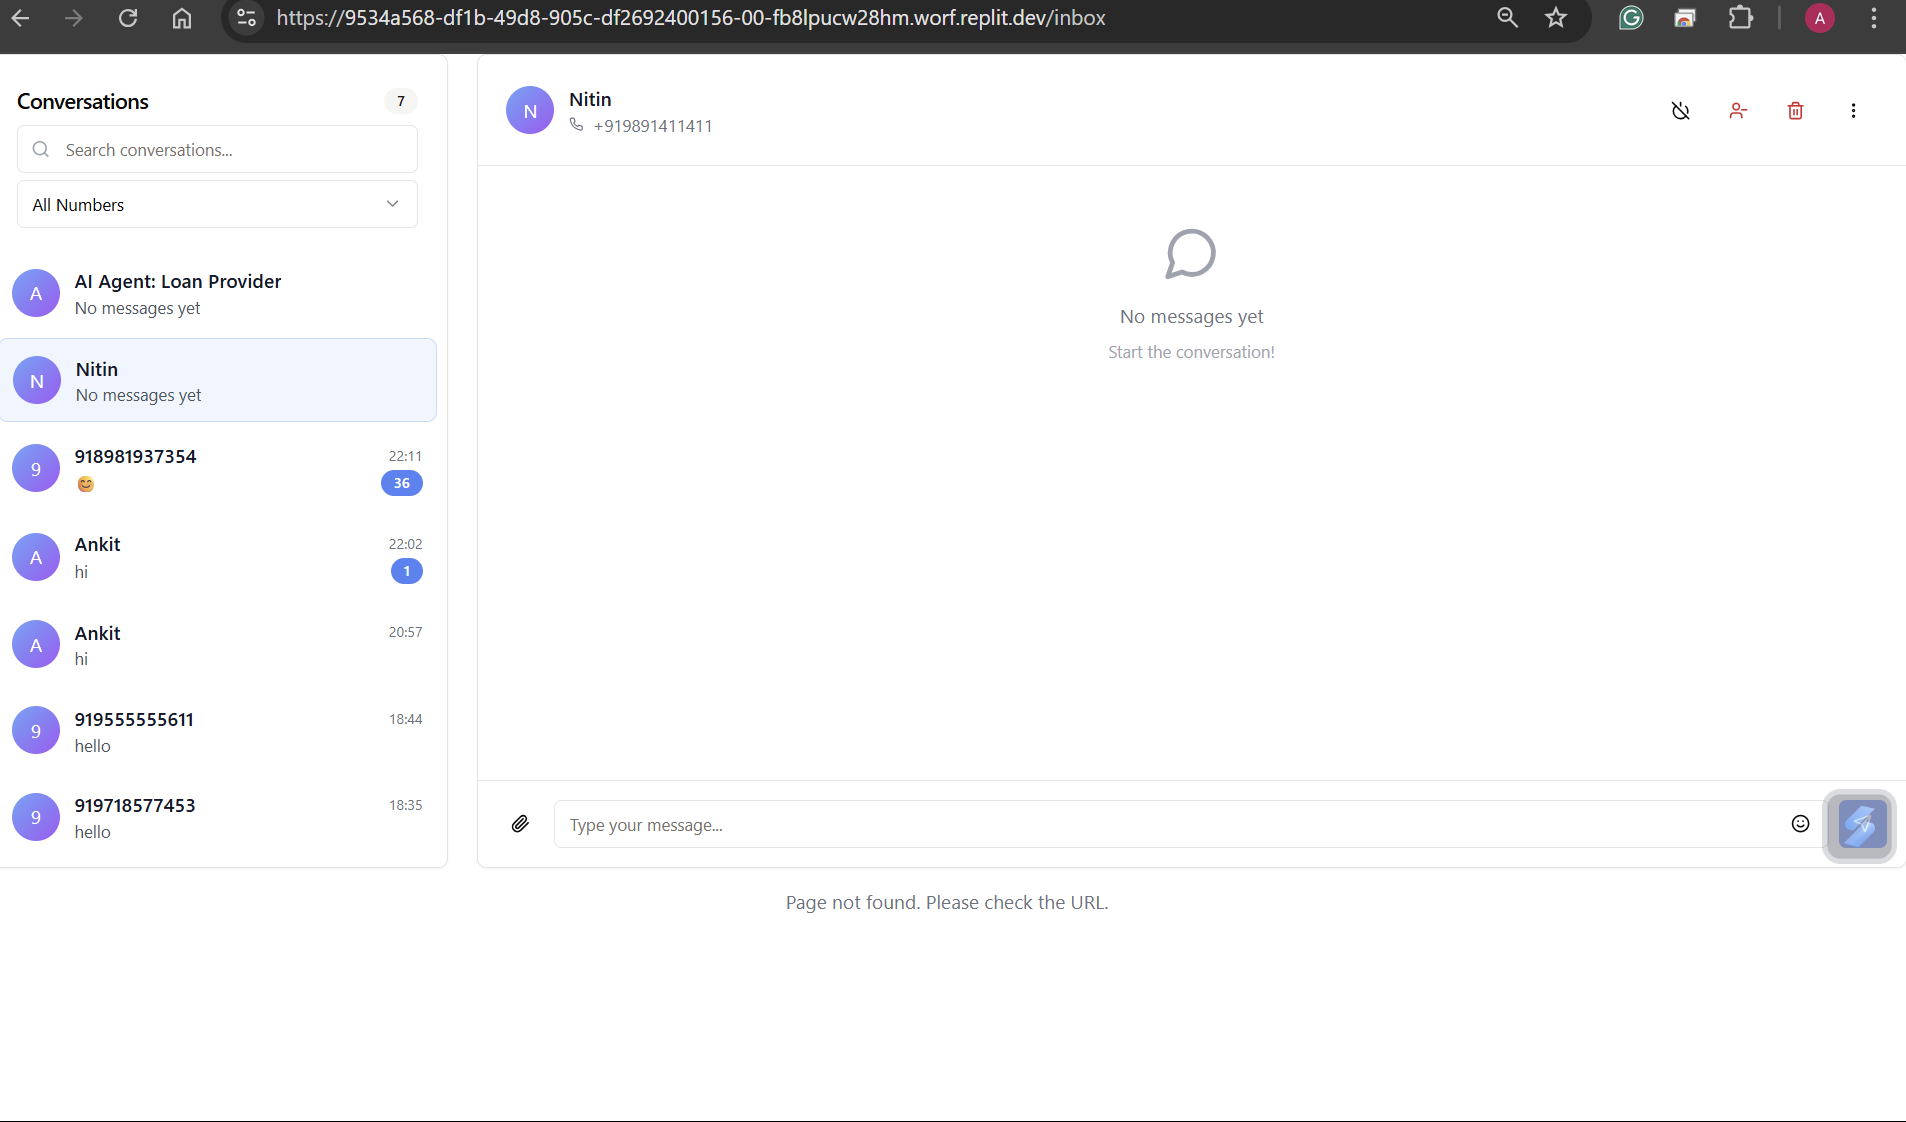 https://9534a568-df1b-49d8-905c-df2692400156-00-fb8lpucw28hm.worf.replit.dev/inbox
A
Conversations
7
Search conversations...
All Numbers
A
AI Agent: Loan Provider
No messages yet
N
Nitin
No messages yet
9
918981937354
22:11
36
A
Ankit
22:02
hi
1
A
Ankit
20:57
hi
9
919555555611
18:44
hello
9
919718577453
18:35
hello
N
Nitin
+919891411411
No messages yet
Start the conversation!
Type your message...
Page not found. Please check the URL.